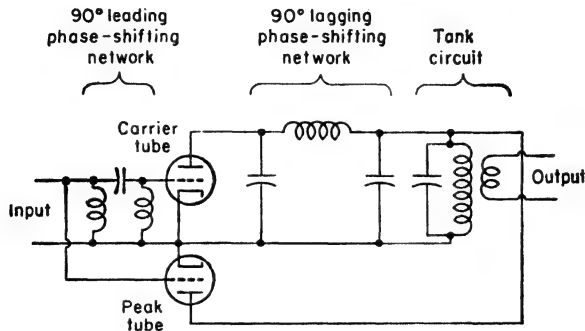 90° leading
phase-shifting
network
90° lagging
phase-shifting
network
Tank
circuit
Carrier
tube
Input
Output
Peak
tube